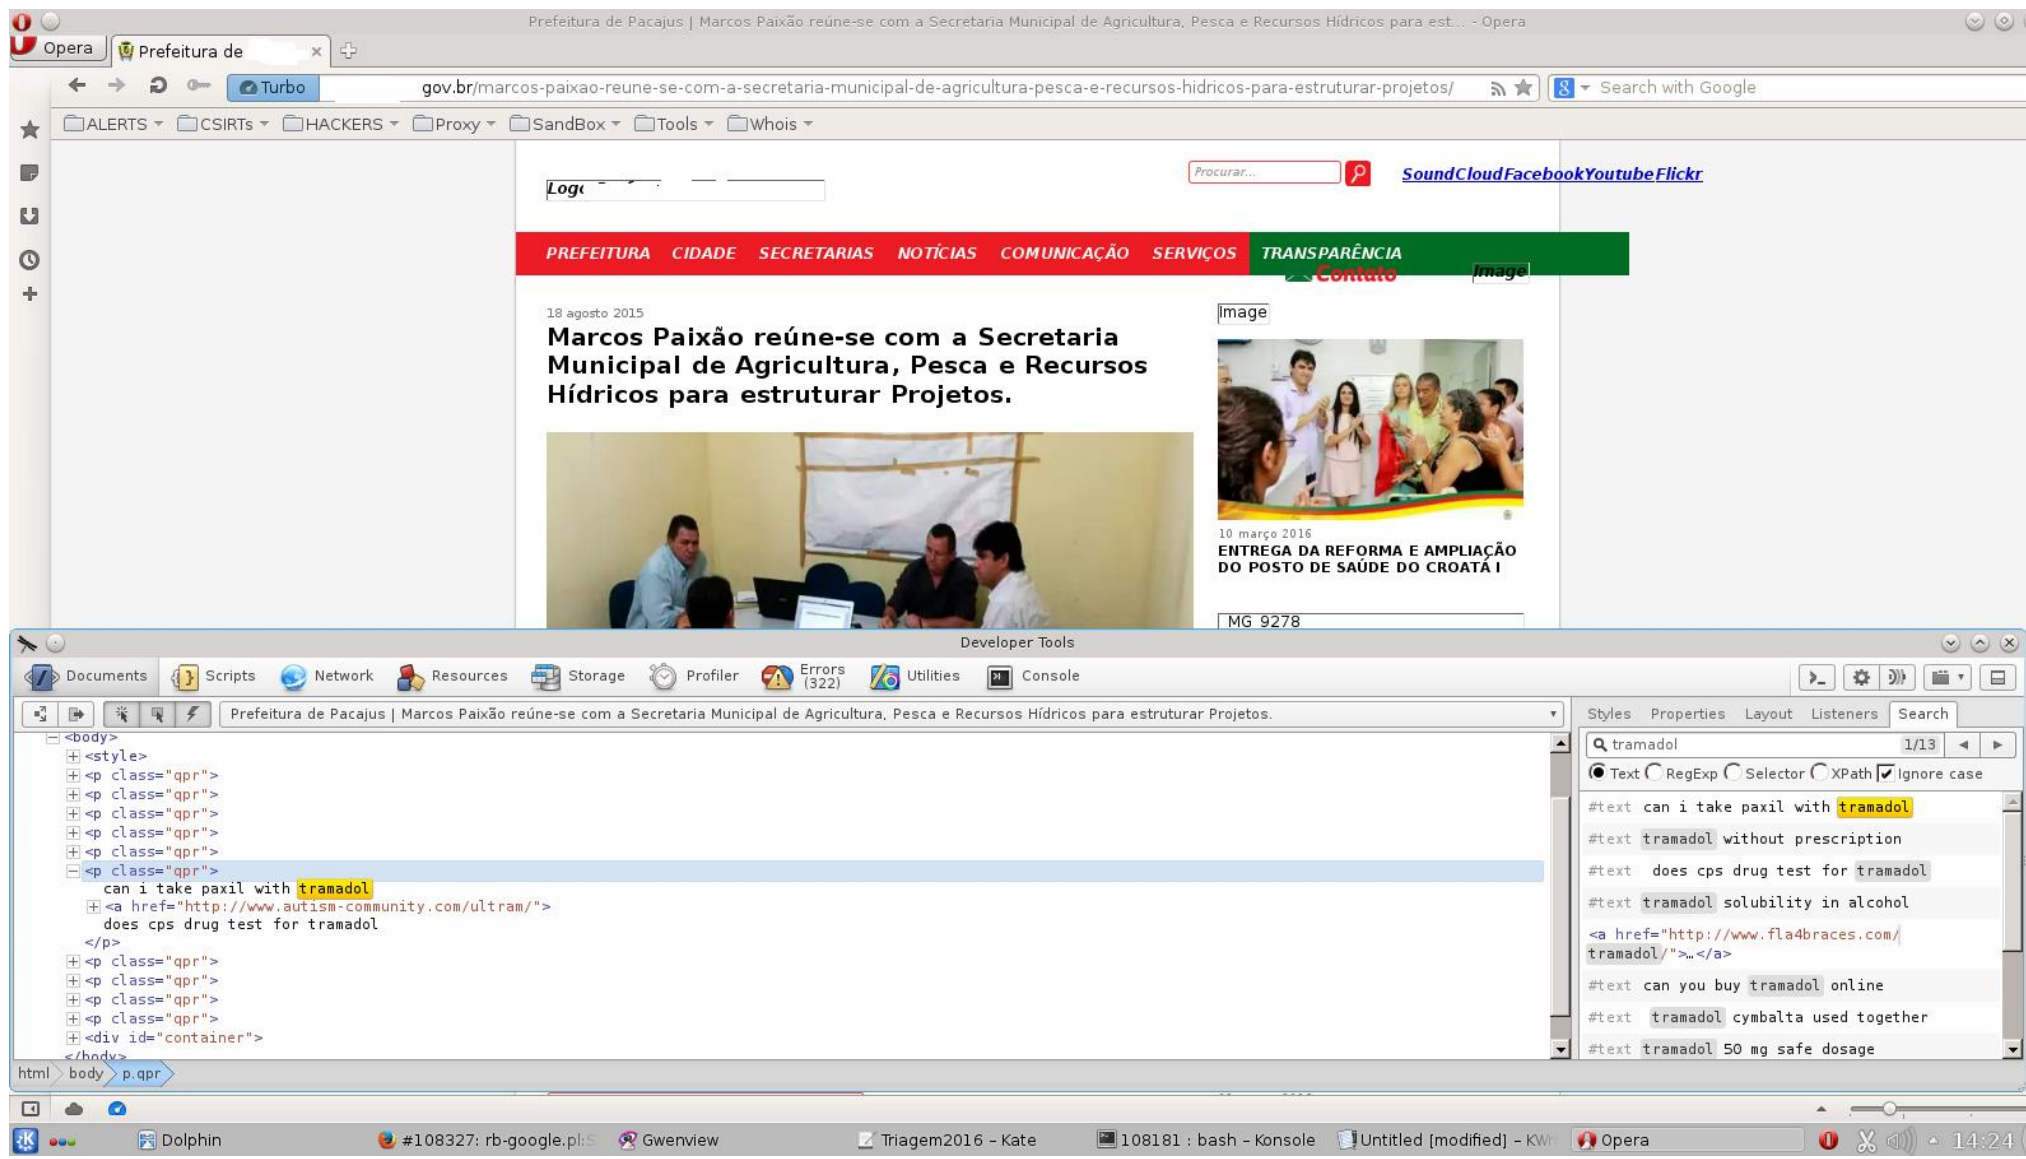 Prefeitura de Pacajus | Marcos Paixão reúne-se com a Secretaria Municipal de Agricultura, Pesca e Recursos Hídricos para est... - Opera
Opera
Prefeitura de
Turbo
gov.br/marcos-paixao-reune-se-com-a-secretaria-municipal-de-agricultura-pesca-e-recursos-hidricos-para-estruturar-projetos/
Search with Google
ALERTS CSIRTs HACKERS Proxy SandBox Tools Whois
Procurar...
SoundCloudFacebookYoutubeFlickr
PREFEITURA CIDADE SECRETARIAS NOTÍCIAS COMUNICAÇÃO SERVIÇOS TRANSPARÊNCIA
Contato
Image
18 agosto 2015
Marcos Paixão reúne-se com a Secretaria
Municipal de Agricultura, Pesca e Recursos
Hídricos para estruturar Projetos.
Image
10 março 2016
ENTREGA DA REFORMA E AMPLIAÇÃO
DO POSTO DE SAÚDE DO CROATÁ I
MG 9278
Developer Tools
Documents Scripts Network Resources Storage Profiler Errors (322) Utilities Console
Prefeitura de Pacajus | Marcos Paixão reúne-se com a Secretaria Municipal de Agricultura, Pesca e Recursos Hídricos para estruturar Projetos.
<body>
<style>
<p class="qpr">
<p class="qpr">
<p class="qpr">
<p class="qpr">
<p class="qpr">
<p class="qpr">
can i take paxil with tramadol
<a href="http://www.autism-community.com/ultram/">
does cps drug test for tramadol
</p>
<p class="qpr">
<p class="qpr">
<p class="qpr">
<p class="qpr">
<div id="container">
</body>
html body p.qpr
Styles Properties Layout Listeners Search
tramadol 1/13
Text RegExp Selector XPath Ignore case
#text can i take paxil with tramadol
#text tramadol without prescription
#text does cps drug test for tramadol
#text tramadol solubility in alcohol
<a href="http://www.fla4braces.com/
tramadol/">…</a>
#text can you buy tramadol online
#text tramadol cymbalta used together
#text tramadol 50 mg safe dosage
Dolphin
#108327: rb-google.pl:S
Gwenview
Triagem2016 – Kate
108181 : bash – Konsole
Untitled [modified] – KWr
Opera
14:24